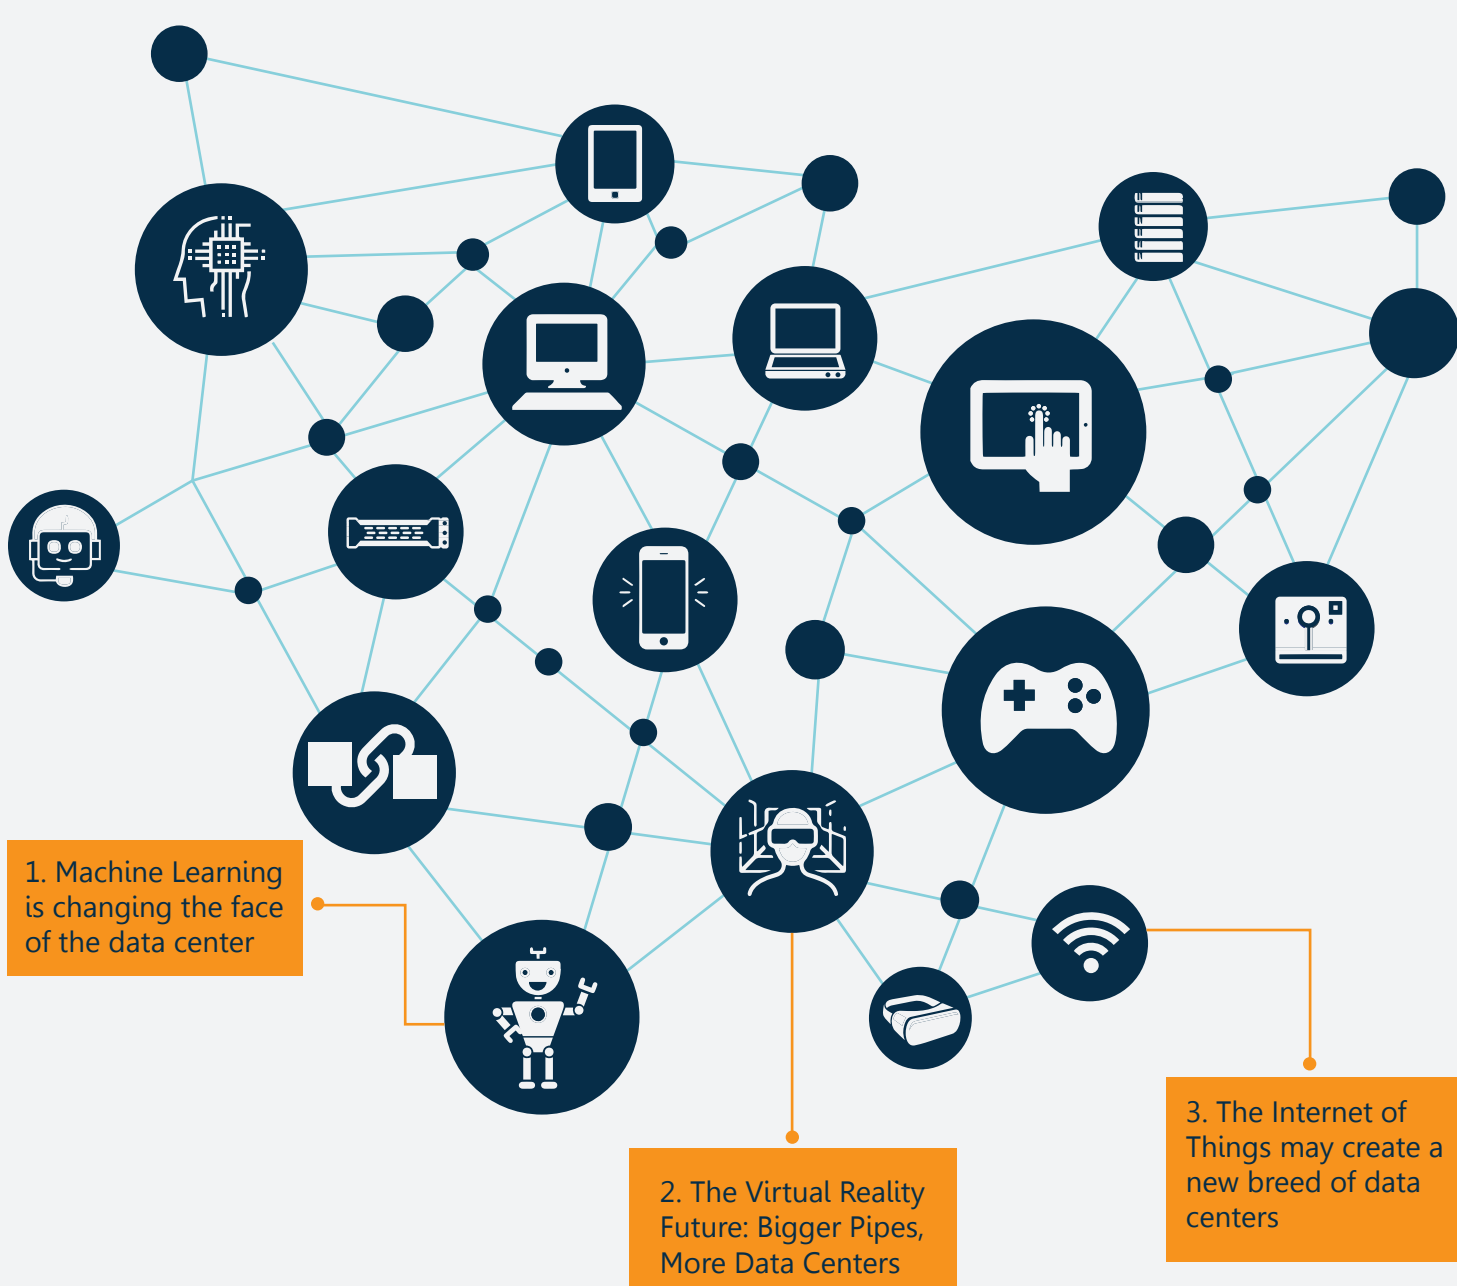 1. Machine Learning
is changing the face
of the data center
2. The Virtual Reality
Future: Bigger Pipes,
More Data Centers
3. The Internet of
Things may create a
new breed of data
centers